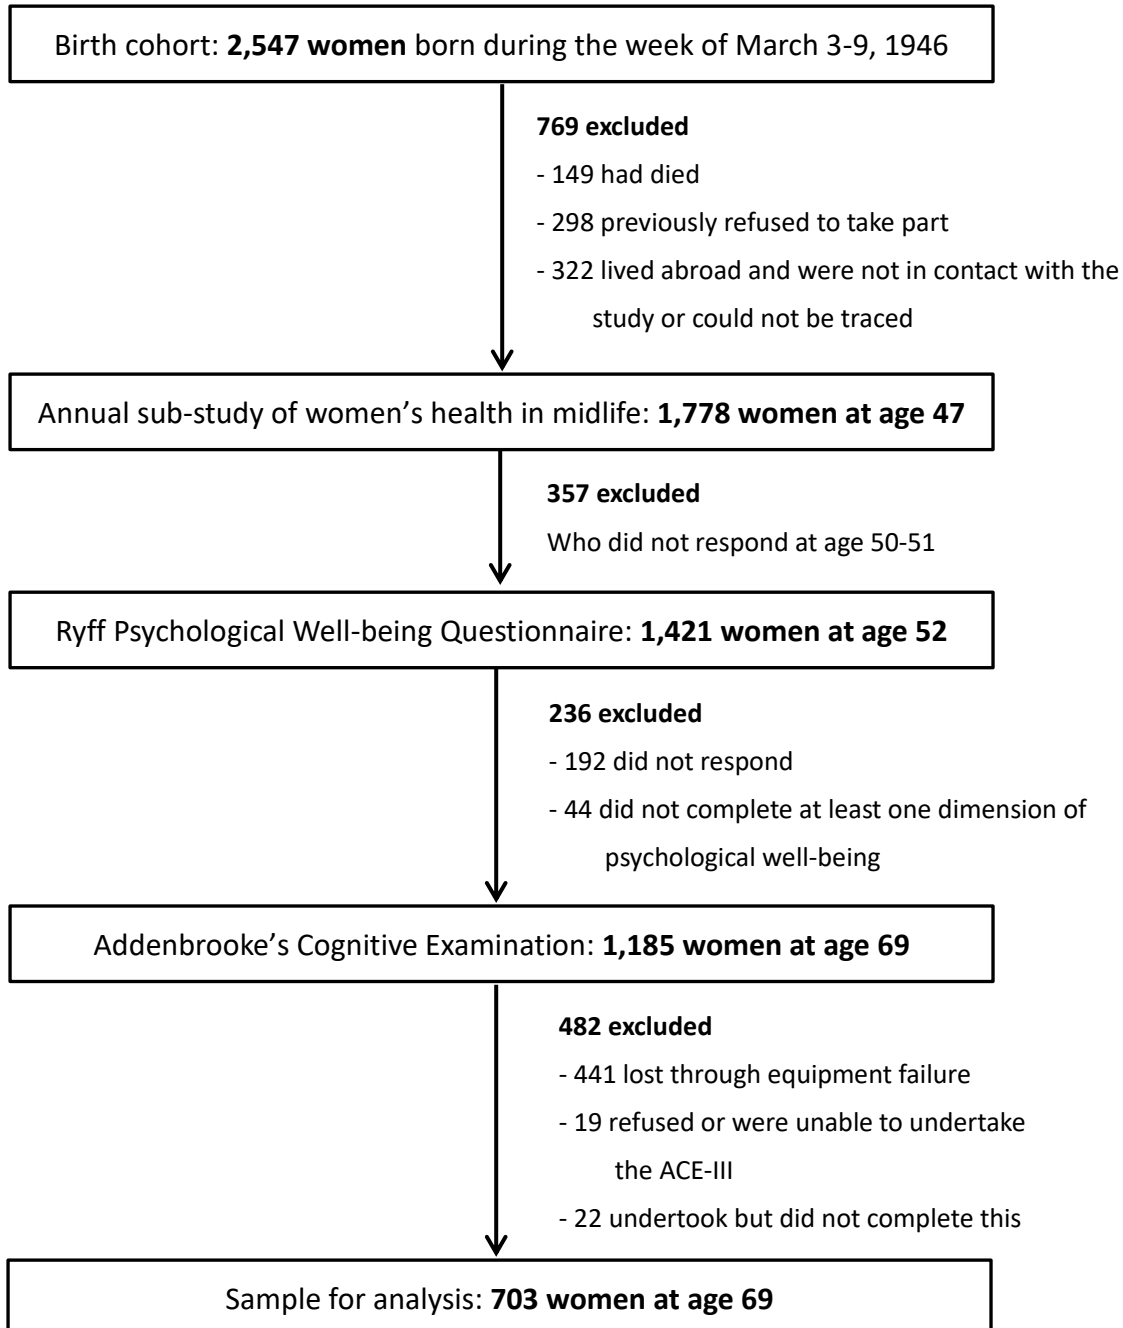 Birth cohort: 2,547 women born during the week of March 3-9, 1946
769 excluded
- 149 had died
- 298 previously refused to take part
- 322 lived abroad and were not in contact with the
study or could not be traced
Annual sub-study of women’s health in midlife: 1,778 women at age 47
357 excluded
Who did not respond at age 50-51
Ryff Psychological Well-being Questionnaire: 1,421 women at age 52
236 excluded
- 192 did not respond
- 44 did not complete at least one dimension of
psychological well-being
Addenbrooke’s Cognitive Examination: 1,185 women at age 69
482 excluded
- 441 lost through equipment failure
- 19 refused or were unable to undertake
the ACE-III
- 22 undertook but did not complete this
Sample for analysis: 703 women at age 69